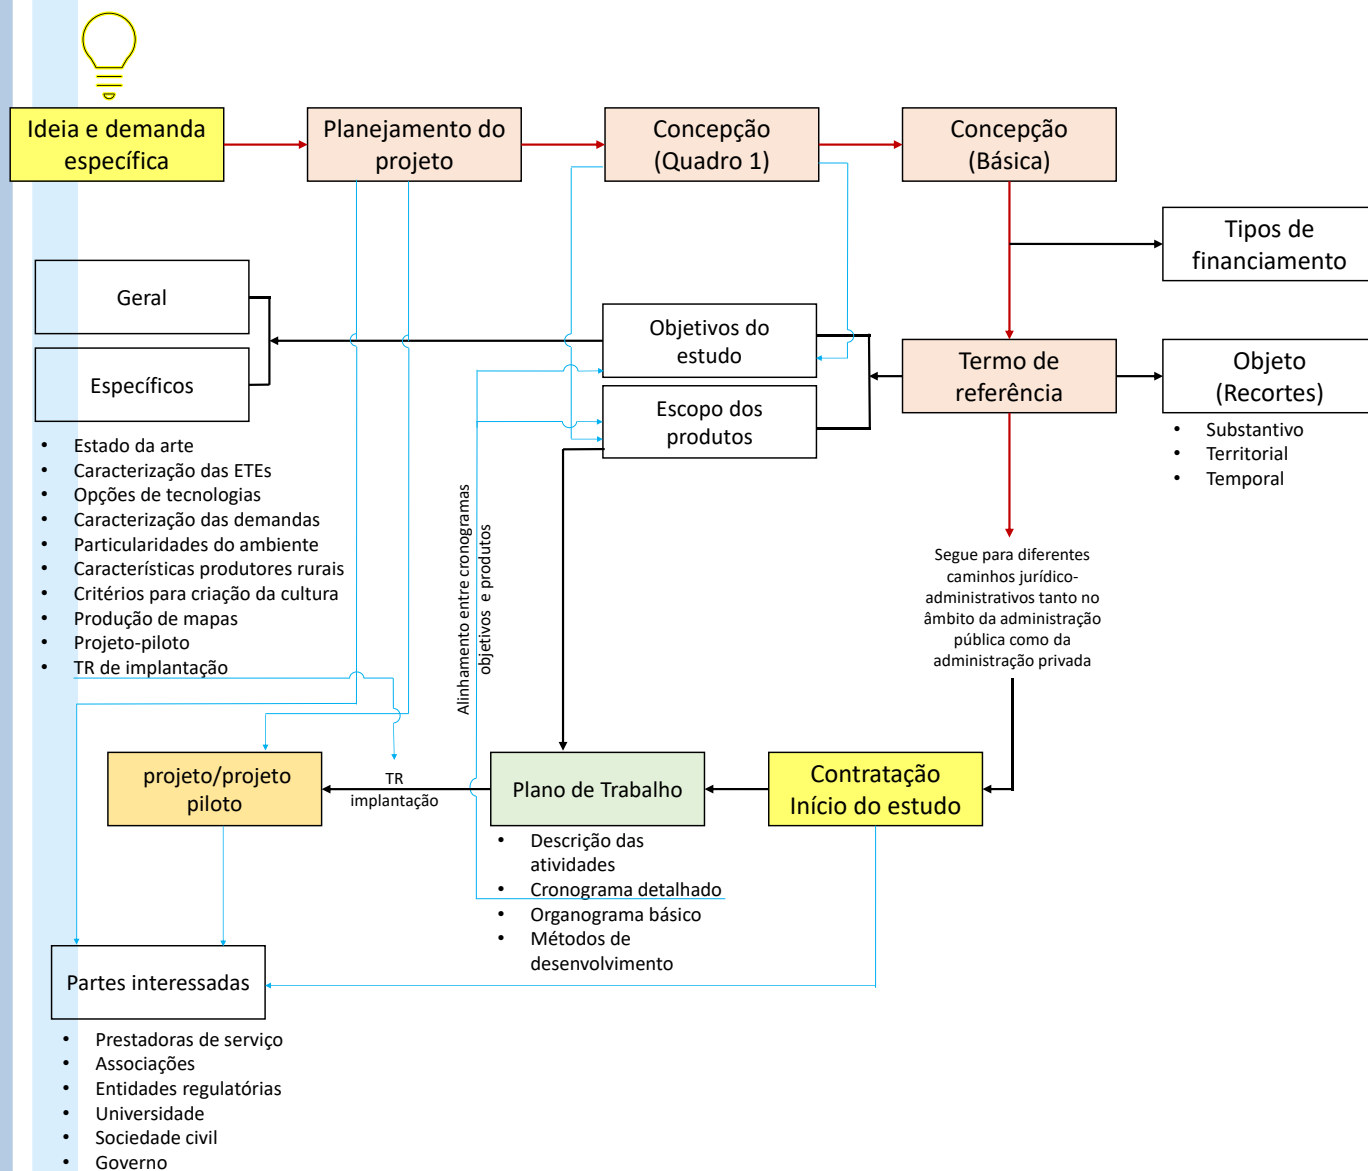 Ideia e demanda
específica
Planejamento do
projeto
Concepção
(Quadro 1)
Concepção
(Básica)
Tipos de
financiamento
Geral
Específicos
Objetivos do
estudo
Escopo dos
produtos
Termo de
referência
Objeto
(Recortes)
• Substantivo
• Territorial
• Temporal
• Estado da arte
• Caracterização das ETEs
• Opções de tecnologias
• Caracterização das demandas
• Particularidades do ambiente
• Características produtores rurais
• Critérios para criação da cultura
• Produção de mapas
• Projeto-piloto
• TR de implantação
Alinhamento entre cronogramas
objetivos e produtos
Segue para diferentes
caminhos jurídico-
administrativos tanto no
âmbito da administração
pública como da
administração privada
projeto/projeto
piloto
TR
implantação
Plano de Trabalho
Contratação
Início do estudo
• Descrição das
atividades
• Cronograma detalhado
• Organograma básico
• Métodos de
desenvolvimento
Partes interessadas
• Prestadoras de serviço
• Associações
• Entidades regulatórias
• Universidade
• Sociedade civil
• Governo